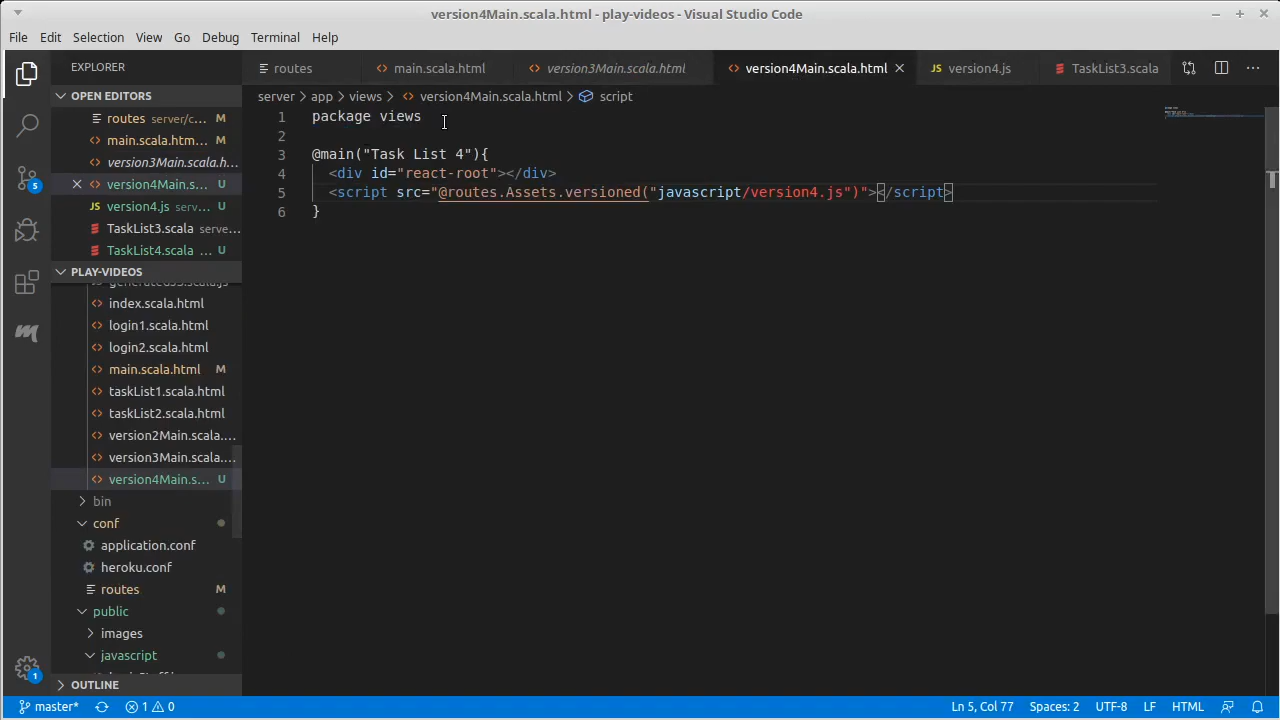 version4Main.scala.html - play-videos - Visual Studio Code
File Edit Selection View Go Debug Terminal Help
EXPLORER
routes main.scala.html version3Main.scala.html version4Main.scala.html version4.js TaskList3.scala
OPEN EDITORS
server > app > views > version4Main.scala.html > script
routes server/c... M
main.scala.htm... M
version3Main.scala.h...
version4Main.s... U
version4.js serv... U
TaskList3.scala serve...
TaskList4.scala ... U
1 package views
2
3 @main("Task List 4"){
4 <div id="react-root"></div>
5 <script src="@routes.Assets.versioned("javascript/version4.js")"></script>
6 }
PLAY-VIDEOS
index.scala.html
login1.scala.html
login2.scala.html
main.scala.html M
taskList1.scala.html
taskList2.scala.html
version2Main.scala....
version3Main.scala....
version4Main.s... U
bin
conf
application.conf
heroku.conf
routes M
public
images
javascript
OUTLINE
5
1
master* 1 0 Ln 5, Col 77 Spaces: 2 UTF-8 LF HTML